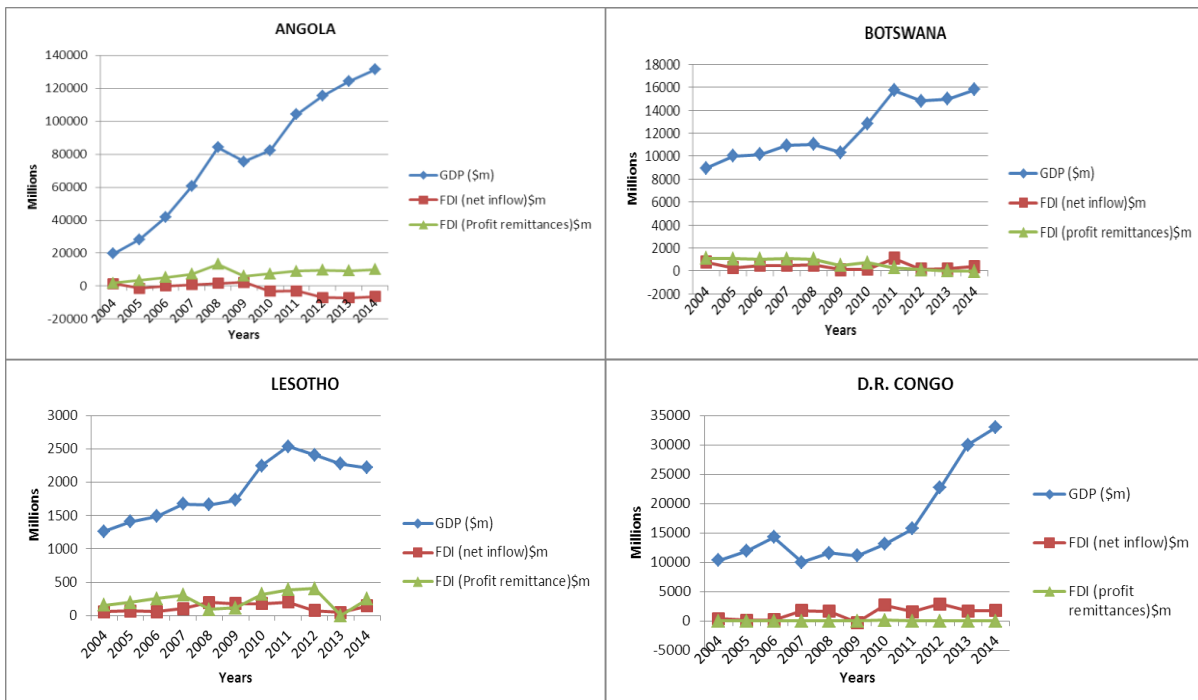 ANGOLA
140000
120000
100000
80000
60000
40000
20000
0
-20000
Millions
2004 2005 2006 2007 2008 2009 2010 2011 2012 2013 2014
Years
GDP ($m)
FDI (net inflow)$m
FDI (Profit remittances)$m
BOTSWANA
18000
16000
14000
12000
10000
8000
6000
4000
2000
0
-2000
Millions
2004 2005 2006 2007 2008 2009 2010 2011 2012 2013 2014
Years
GDP ($m)
FDI (net inflow)$m
FDI (profit remittances)$m
LESOTHO
3000
2500
2000
1500
1000
500
0
Millions
2004 2005 2006 2007 2008 2009 2010 2011 2012 2013 2014
Years
GDP ($m)
FDI (net inflow)$m
FDI (Profit remittance)$m
D.R. CONGO
35000
30000
25000
20000
15000
10000
5000
0
-5000
Millions
2004 2005 2006 2007 2008 2009 2010 2011 2012 2013 2014
Years
GDP ($m)
FDI (net inflow)$m
FDI (profit
remittances)$m